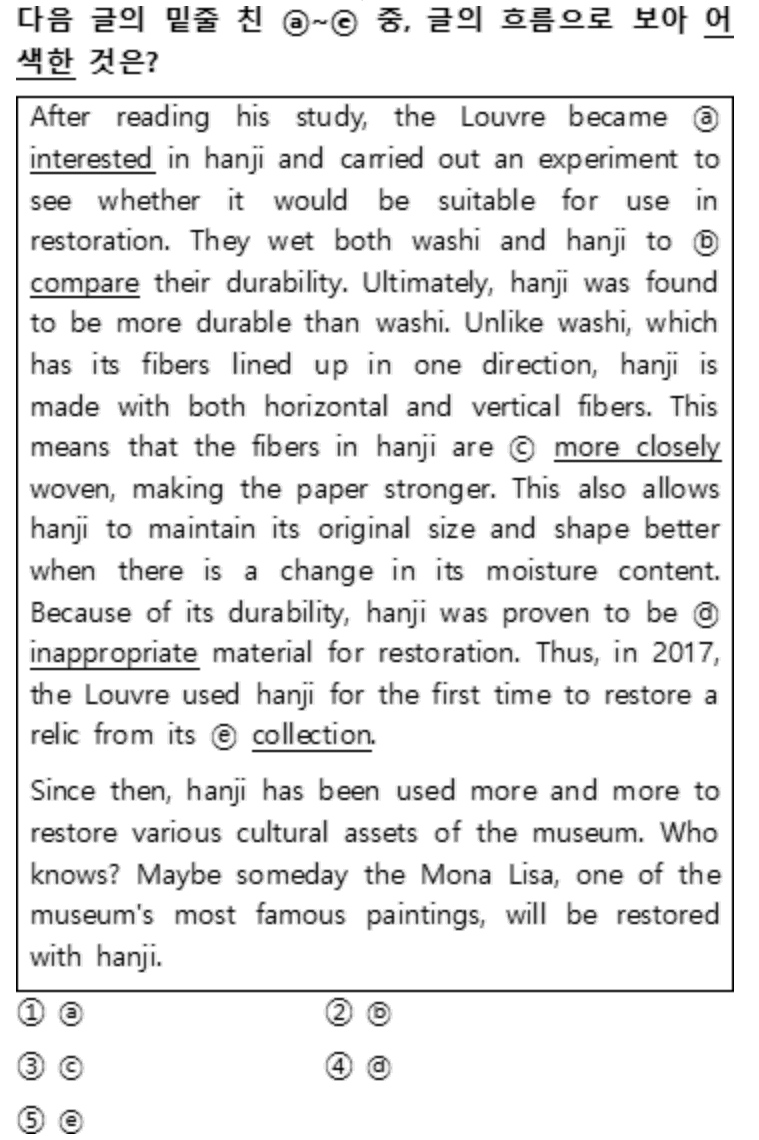 다음 글의 밑줄 친 ⓐ~ⓔ 중, 글의 흐름으로 보아 어
색한 것은?
After reading his study, the Louvre became ⓐ
interested in hanji and carried out an experiment to
see whether it would be suitable for use in
restoration. They wet both washi and hanji to ⓑ
compare their durability. Ultimately, hanji was found
to be more durable than washi. Unlike washi, which
has its fibers lined up in one direction, hanji is
made with both horizontal and vertical fibers. This
means that the fibers in hanji are ⓒ more closely
woven, making the paper stronger. This also allows
hanji to maintain its original size and shape better
when there is a change in its moisture content.
Because of its durability, hanji was proven to be ⓓ
inappropriate material for restoration. Thus, in 2017,
the Louvre used hanji for the first time to restore a
relic from its ⓔ collection.
Since then, hanji has been used more and more to
restore various cultural assets of the museum. Who
knows? Maybe someday the Mona Lisa, one of the
museum's most famous paintings, will be restored
with hanji.
① ⓐ ② ⓑ
③ ⓒ ④ ⓓ
⑤ ⓔ